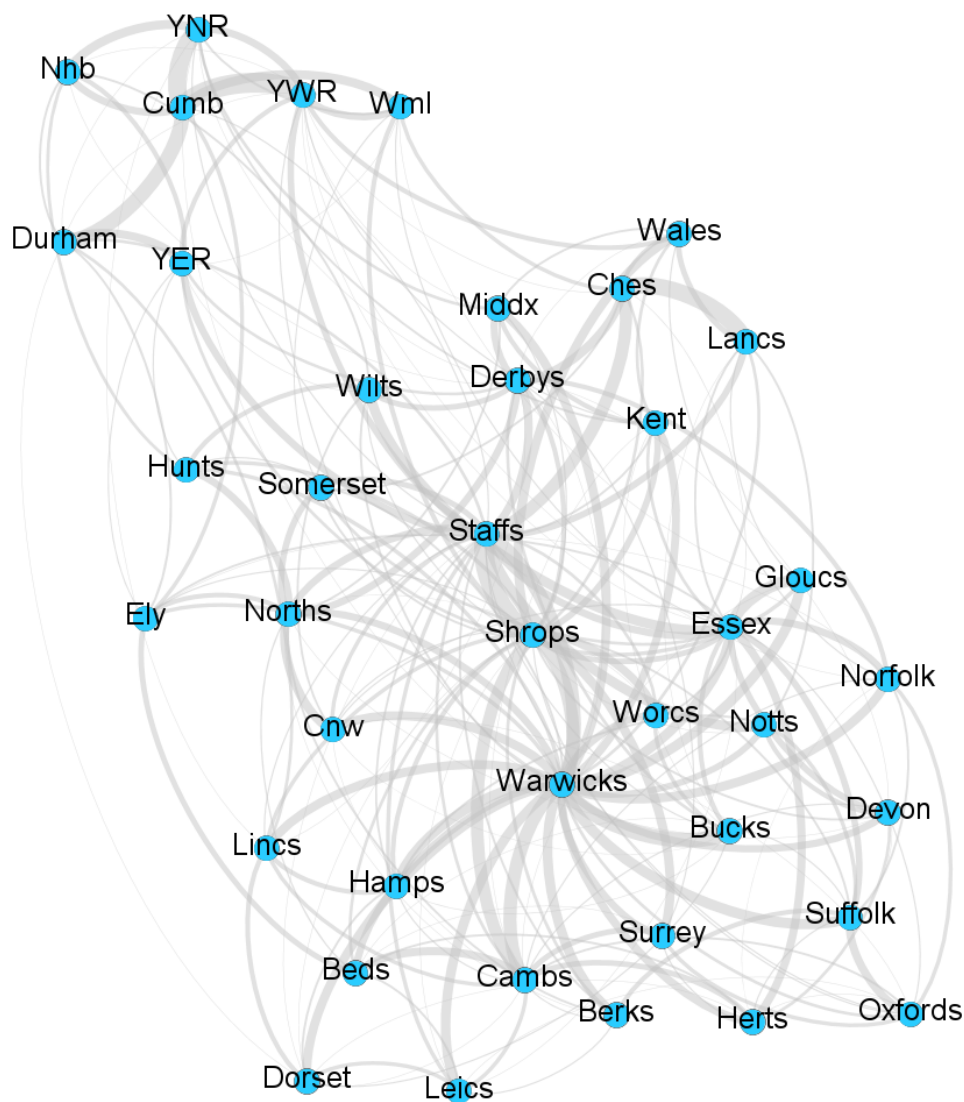 YNR
Nhb
YWR
Cumb
Wml
Durham
YER
Wales
Ches
Middx
Lancs
Derbys
Wilts
Kent
Hunts
Somerset
Staffs
Gloucs
Ely
Norths
Shrops
Essex
Norfolk
Worcs
Notts
Cnw
Warwicks
Bucks
Devon
Lincs
Hamps
Suffolk
Surrey
Beds
Cambs
Berks
Herts
Oxfords
Dorset
Leics